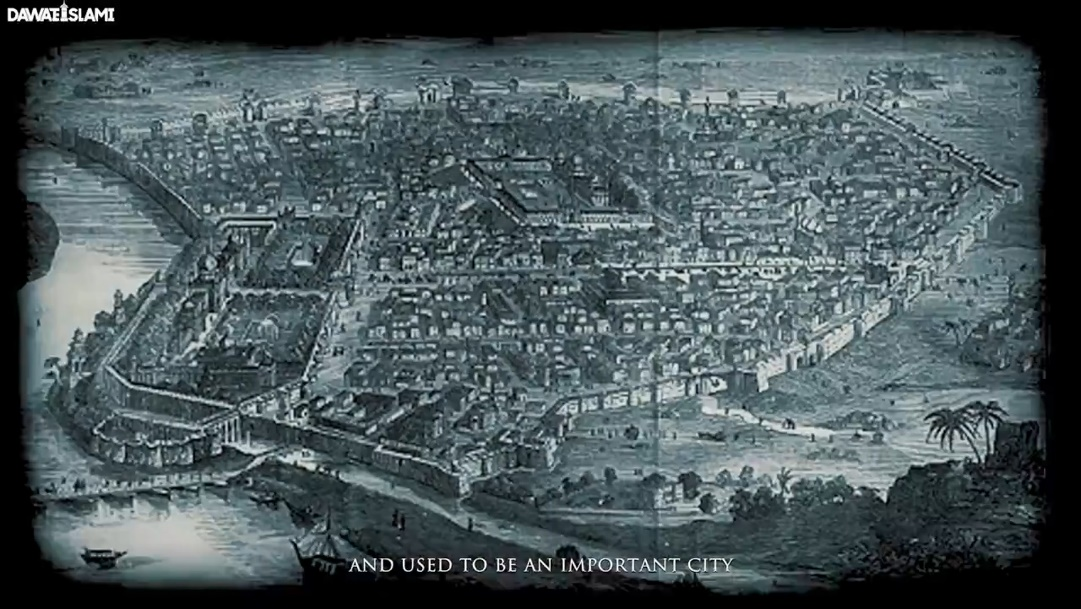 DAWATEISLAMI
AND USED TO BE AN IMPORTANT CITY